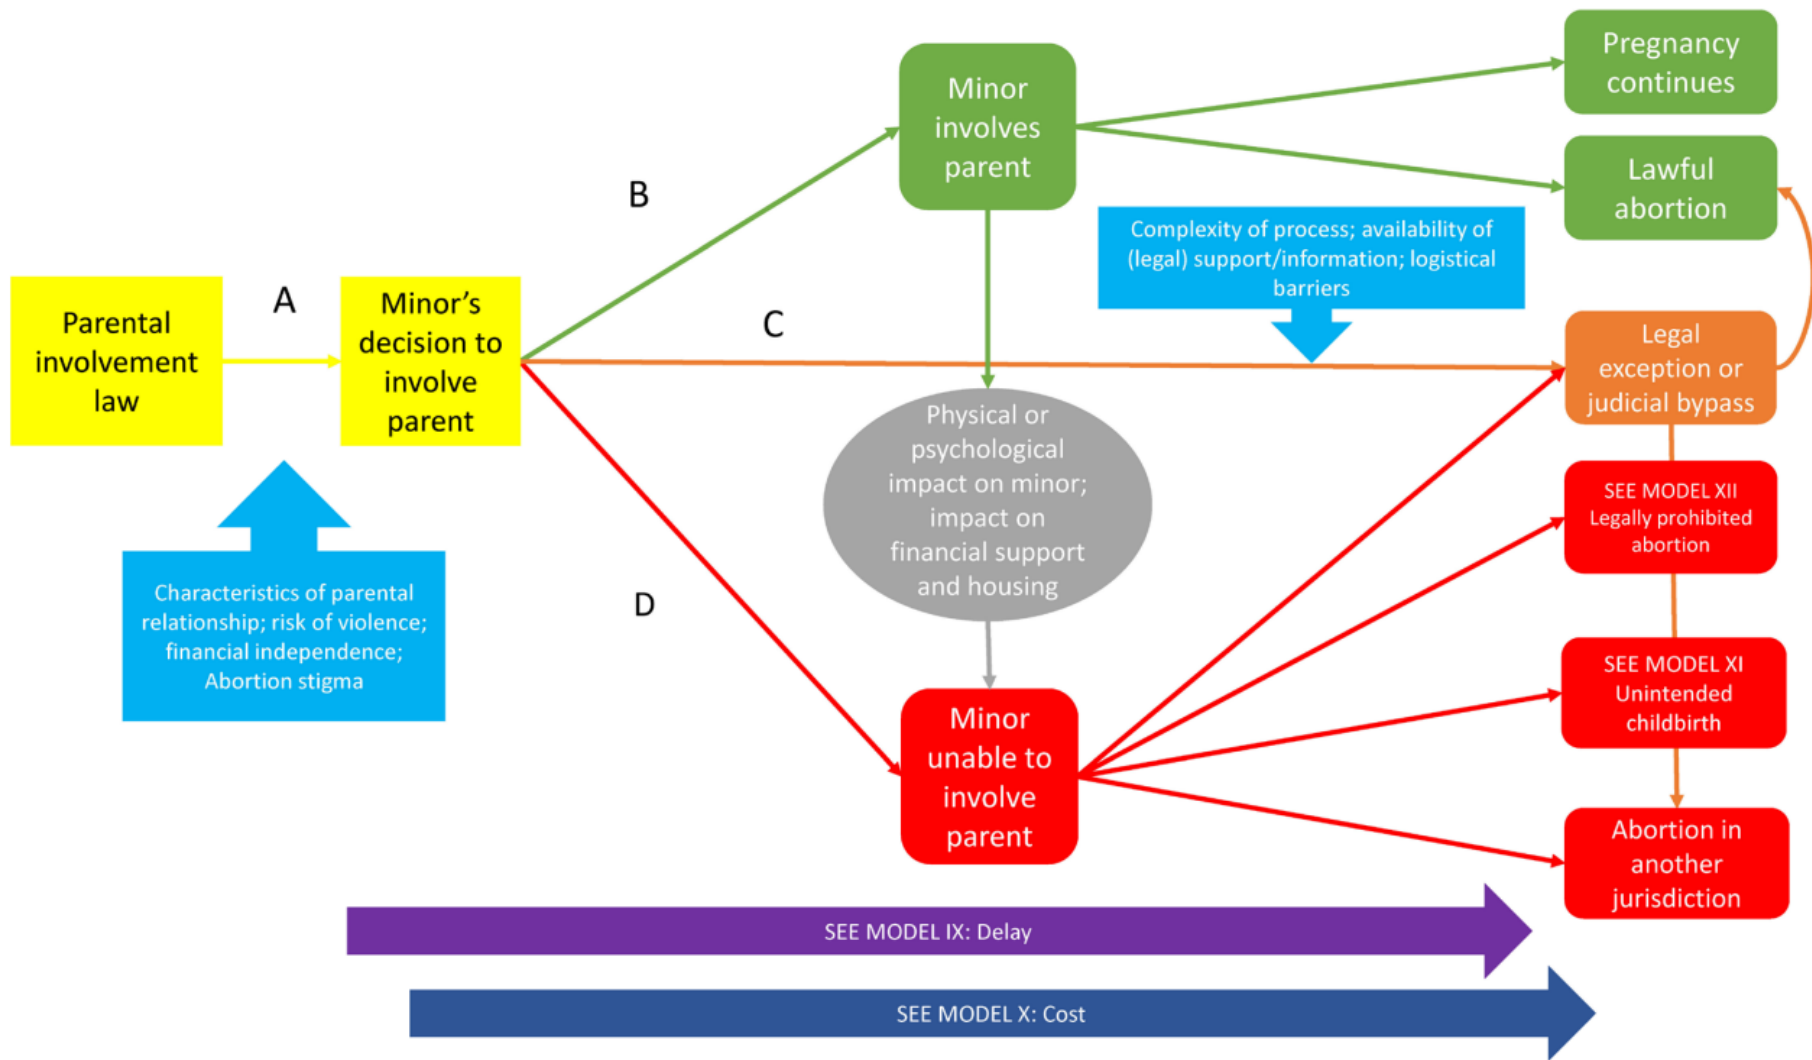 Pregnancy
continues
Minor
involves
parent
Lawful
abortion
B
Complexity of process; availability of
(legal) support/information; logistical
barriers
A
Parental
involvement
law
Minor’s
decision to
involve
parent
C
Legal
exception or
judicial bypass
Physical or
psychological
impact on minor;
impact on
financial support
and housing
SEE MODEL XII
Legally prohibited
abortion
Characteristics of parental
relationship; risk of violence;
financial independence;
Abortion stigma
D
SEE MODEL XI
Unintended
childbirth
Minor
unable to
involve
parent
Abortion in
another
jurisdiction
SEE MODEL IX: Delay
SEE MODEL X: Cost